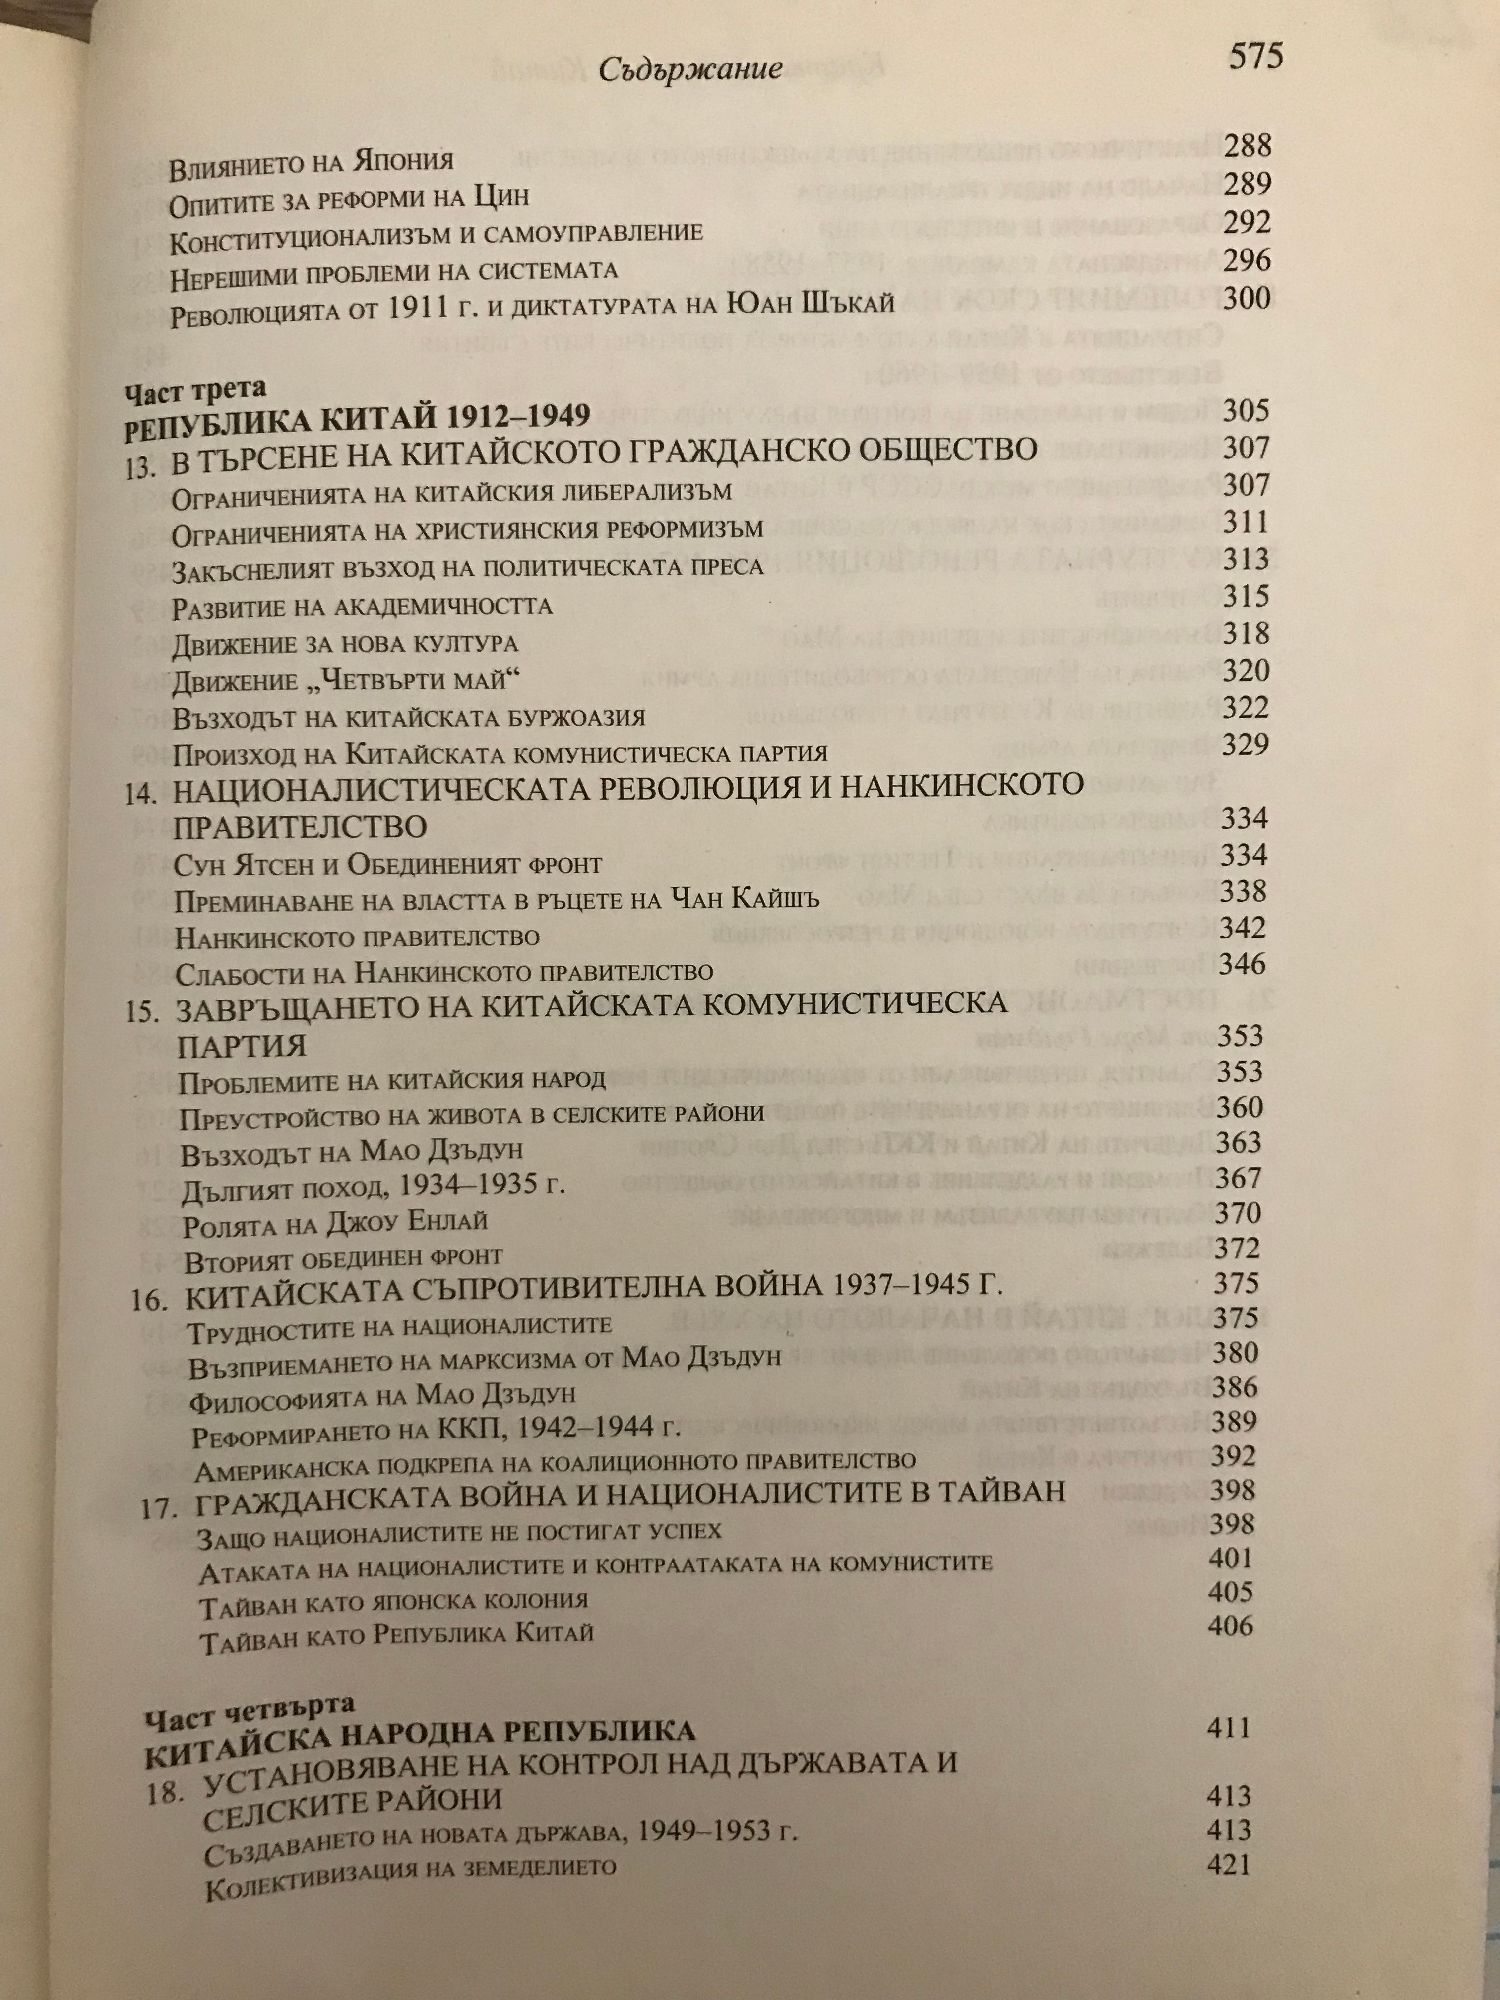 Съдържание 575
Влиянието на Япония 288
Опитите за реформи на Цин 289
Конституционализъм и самоуправление 292
Нерешими проблеми на системата 296
Революцията от 1911 г. и диктатурата на Юан Шъкай 300
Част трета
РЕПУБЛИКА КИТАЙ 1912–1949 305
13. В ТЪРСЕНЕ НА КИТАЙСКОТО ГРАЖДАНСКО ОБЩЕСТВО 307
Ограниченията на китайския либерализъм 307
Ограниченията на християнския реформизъм 311
Закъснелият възход на политическата преса 313
Развитие на академичността 315
Движение за нова култура 318
Движение „Четвърти май“ 320
Възходът на китайската буржоазия 322
Произход на Китайската комунистическа партия 329
14. НАЦИОНАЛИСТИЧЕСКАТА РЕВОЛЮЦИЯ И НАНКИНСКОТО
ПРАВИТЕЛСТВО 334
Сун Ятсен и Обединеният фронт 334
Преминаване на властта в ръцете на Чан Кайшъ 338
Нанкинското правителство 342
Слабости на Нанкинското правителство 346
15. ЗАВРЪЩАНЕТО НА КИТАЙСКАТА КОМУНИСТИЧЕСКА
ПАРТИЯ 353
Проблемите на китайския народ 353
Преустройство на живота в селските райони 360
Възходът на Мао Дзъдун 363
Дългият поход, 1934–1935 г. 367
Ролята на Джоу Енлай 370
Вторият обединен фронт 372
16. КИТАЙСКАТА СЪПРОТИВИТЕЛНА ВОЙНА 1937–1945 Г. 375
Трудностите на националистите 375
Възприемането на марксизма от Мао Дзъдун 380
Философията на Мао Дзъдун 386
Реформирането на ККП, 1942–1944 г. 389
Американска подкрепа на коалиционното правителство 392
17. ГРАЖДАНСКАТА ВОЙНА И НАЦИОНАЛИСТИТЕ В ТАЙВАН 398
Защо националистите не постигат успех 398
Атаката на националистите и контраатаката на комунистите 401
Тайван като японска колония 405
Тайван като Република Китай 406
Част четвърта
КИТАЙСКА НАРОДНА РЕПУБЛИКА 411
18. УСТАНОВЯВАНЕ НА КОНТРОЛ НАД ДЪРЖАВАТА И
СЕЛСКИТЕ РАЙОНИ 413
Създаването на новата държава, 1949–1953 г. 413
Колективизация на земеделието 421